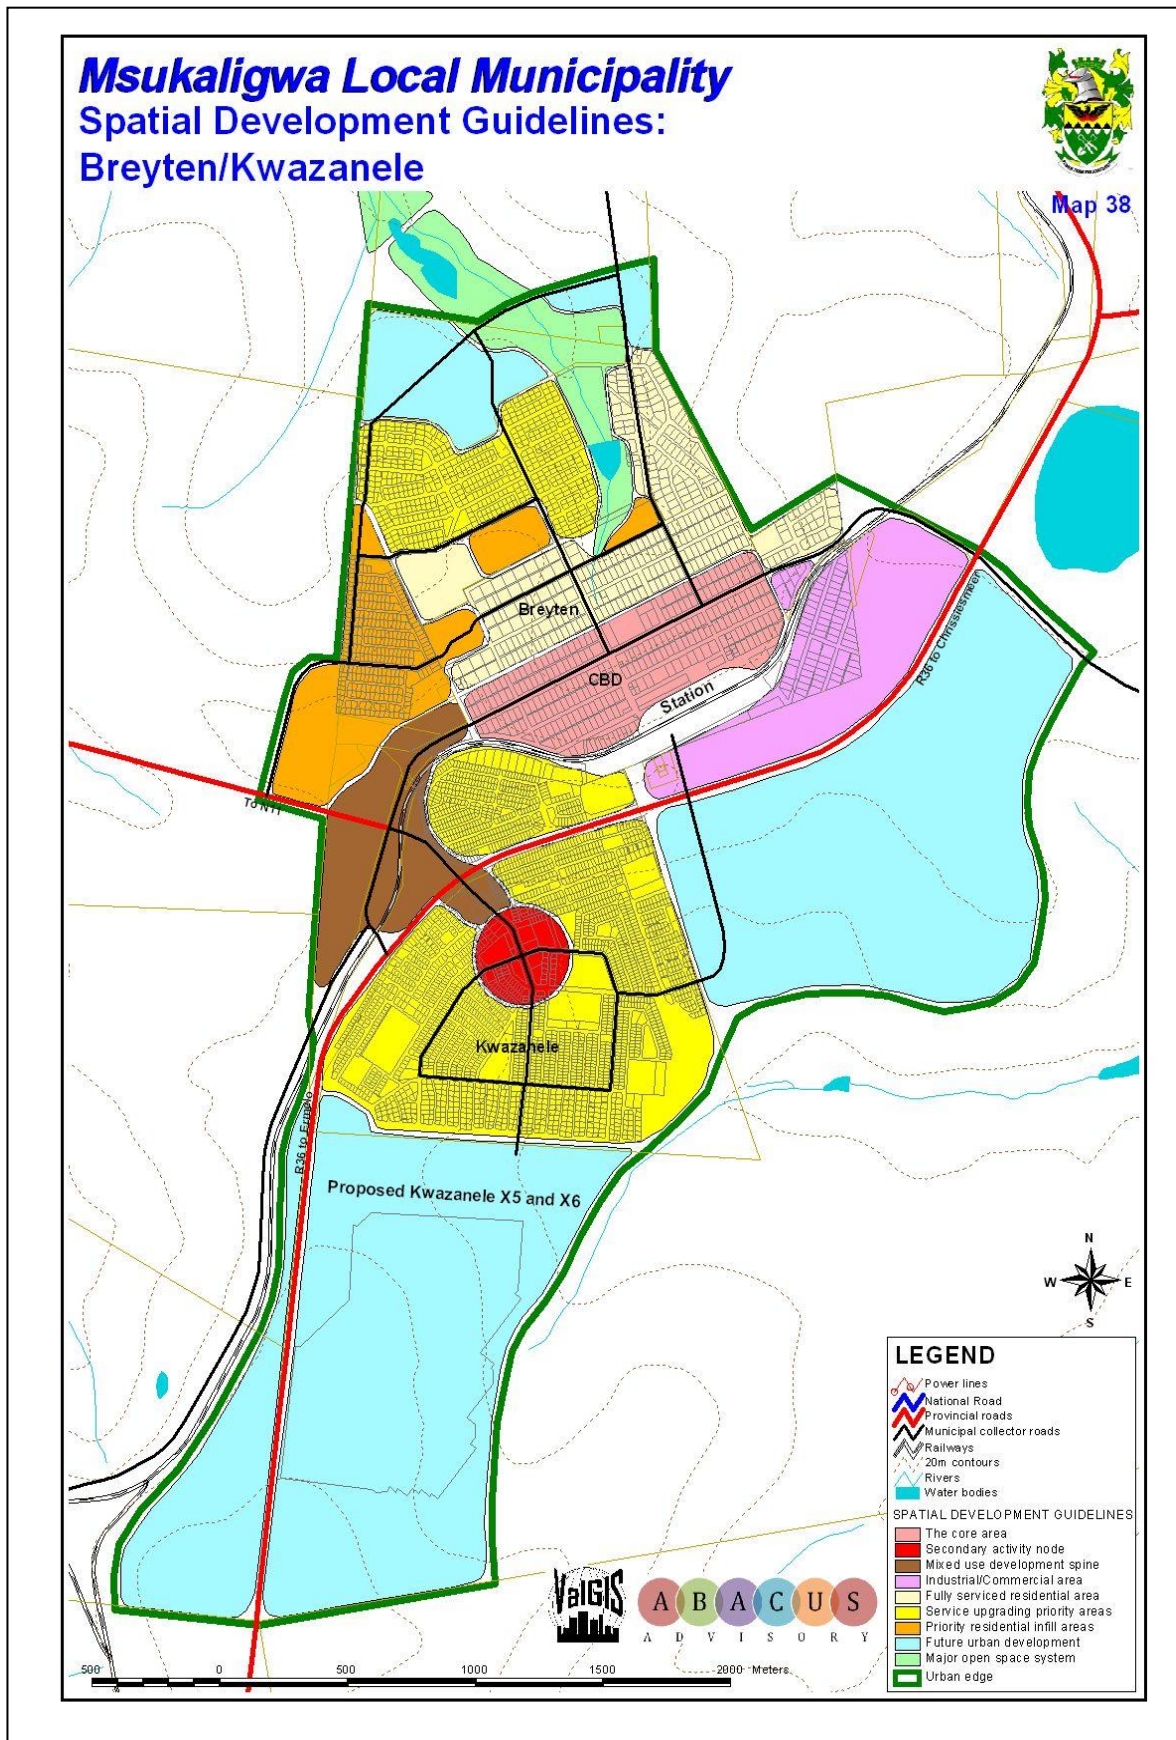 Msukaligwa Local Municipality
Spatial Development Guidelines:
Breyten/Kwazanele
Map 38
Breyten
CBD
Station
R36 to Chrissiesmeer
To N11
Kwazanele
R36 to Ermelo
Proposed Kwazanele X5 and X6
N
W E
S
LEGEND
Power lines
National Road
Provincial roads
Municipal collector roads
Railways
20m contours
Rivers
Water bodies
SPATIAL DEVELOPMENT GUIDELINES
The core area
Secondary activity node
Mixed use development spine
Industrial/Commercial area
Fully serviced residential area
Service upgrading priority areas
Priority residential infill areas
Future urban development
Major open space system
Urban edge
ValGIS
ABACUS
ADVISORY
500 0 500 1000 1500 2000 Meters